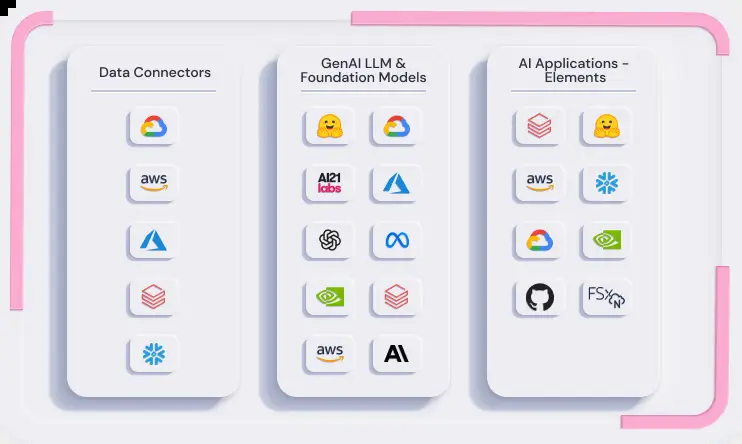 Data Connectors
aws
GenAI LLM &
Foundation Models
AI21
labs
aws
AI Applications -
Elements
aws
FSx
N